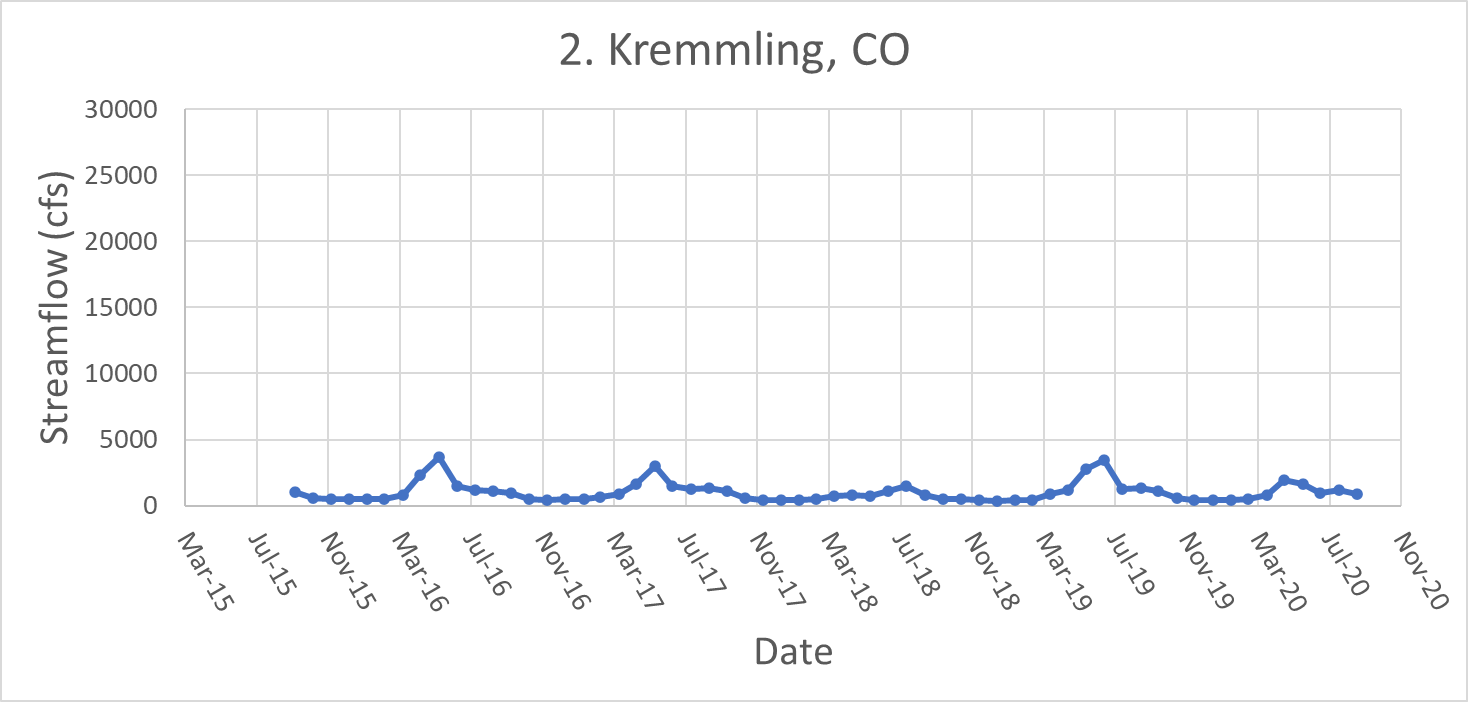 2. Kremmling, CO
30000
25000
20000
15000
10000
5000
0
Streamflow (cfs)
Mar-15
Jul-15
Nov-15
Mar-16
Jul-16
Nov-16
Mar-17
Jul-17
Nov-17
Mar-18
Jul-18
Nov-18
Mar-19
Jul-19
Nov-19
Mar-20
Jul-20
Nov-20
Date